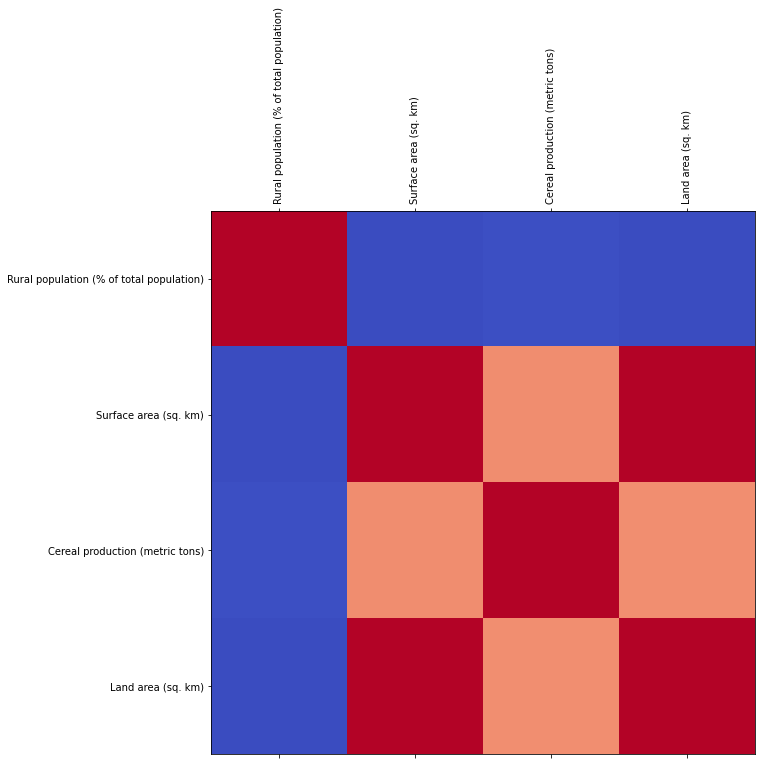 Rural population (% of total population)
Surface area (sq. km)
Cereal production (metric tons)
Land area (sq. km)
Rural population (% of total population)
Surface area (sq. km)
Cereal production (metric tons)
Land area (sq. km)